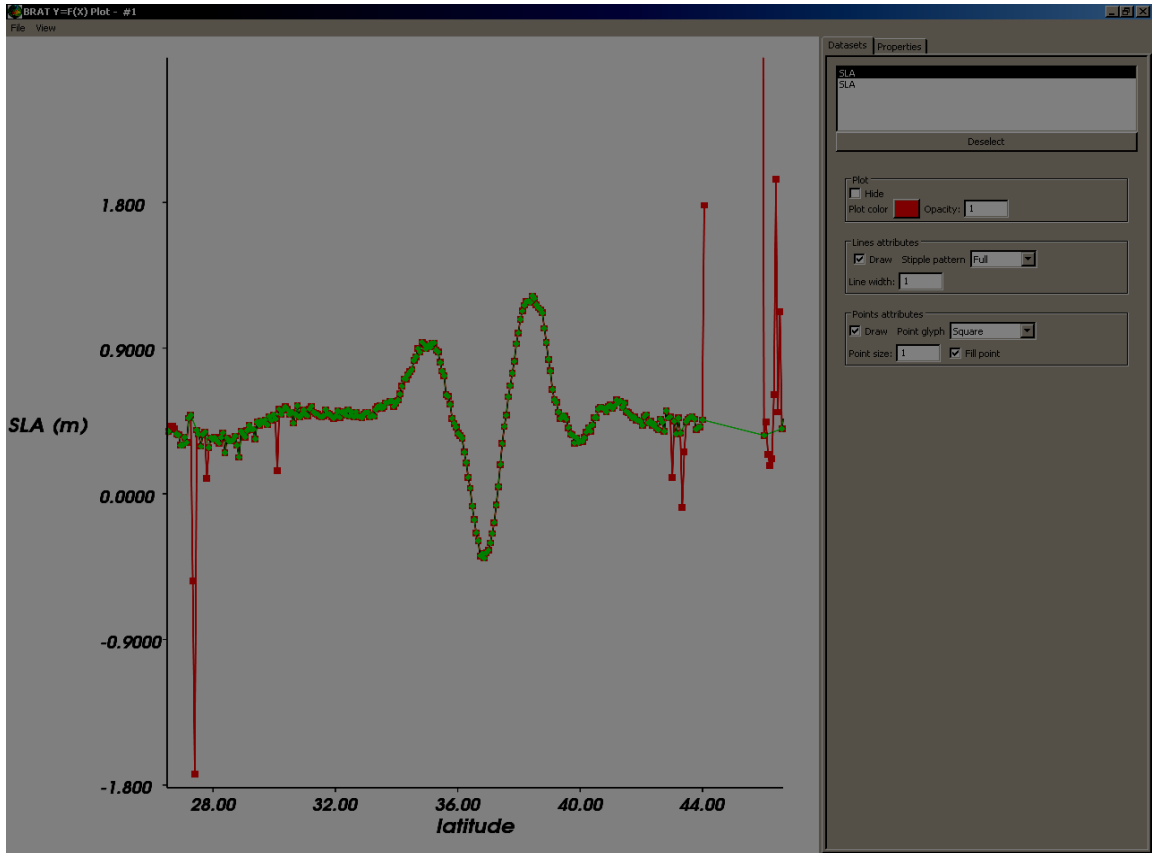 BRAT Y=F(X) Plot - #1
File View
1.800
0.9000
SLA (m)
0.0000
-0.9000
-1.800
28.00 32.00 36.00 40.00 44.00
latitude
Datasets Properties
SLA
SLA
Deselect
Plot
Hide
Plot color Opacity: 1
Lines attributes
Draw Stipple pattern Full
Line width: 1
Points attributes
Draw Point glyph Square
Point size: 1 Fill point